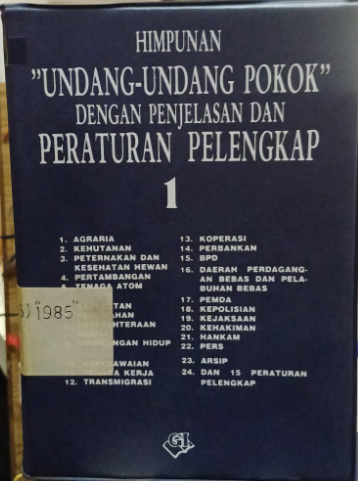 HIMPUNAN
"UNDANG-UNDANG POKOK"
DENGAN PENJELASAN DAN
PERATURAN PELENGKAP
1
1. AGRARIA
2. KEHUTANAN
3. PETERNAKAN DAN
KESEHATAN HEWAN
4. PERTAMBANGAN
TENAGA ATOM
"1985"
HIDUP
KERJA
12. TRANSMIGRASI
13. KOPERASI
14. PERBANKAN
15. BPD
16. DAERAH PERDAGANG-
AN BEBAS DAN PELA-
BUHAN BEBAS
17. PEMDA
18. KEPOLISIAN
19. KEJAKSAAN
20. KEHAKIMAN
21. HANKAM
22. PERS
23. ARSIP
24. DAN 15 PERATURAN
PELENGKAP